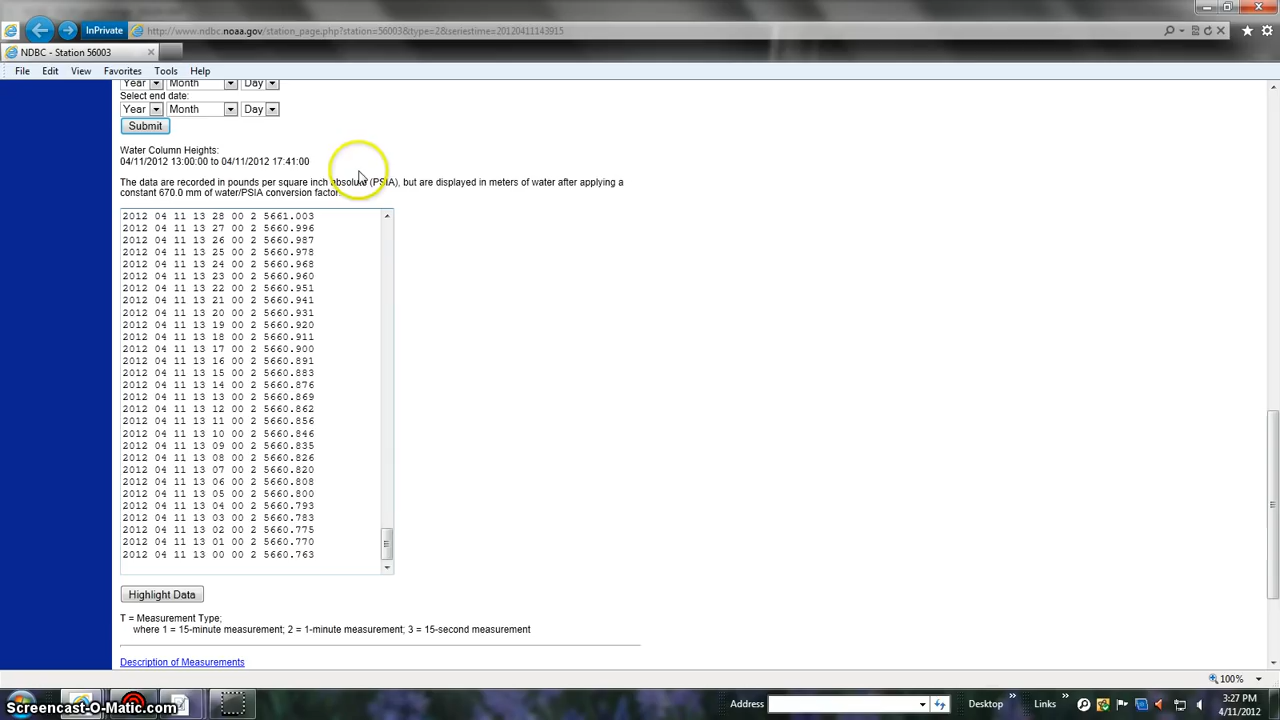 InPrivate
http://www.ndbc.noaa.gov/station_page.php?station=56003&type=2&seriestime=20120411143915
NDBC - Station 56003
File Edit View Favorites Tools Help
Year Month Day
Select end date:
Year Month Day
Submit
Water Column Heights:
04/11/2012 13:00:00 to 04/11/2012 17:41:00
The data are recorded in pounds per square inch absolute (PSIA), but are displayed in meters of water after applying a
constant 670.0 mm of water/PSIA conversion factor.
2012 04 11 13 28 00 2 5661.003
2012 04 11 13 27 00 2 5660.996
2012 04 11 13 26 00 2 5660.987
2012 04 11 13 25 00 2 5660.978
2012 04 11 13 24 00 2 5660.968
2012 04 11 13 23 00 2 5660.960
2012 04 11 13 22 00 2 5660.951
2012 04 11 13 21 00 2 5660.941
2012 04 11 13 20 00 2 5660.931
2012 04 11 13 19 00 2 5660.920
2012 04 11 13 18 00 2 5660.911
2012 04 11 13 17 00 2 5660.900
2012 04 11 13 16 00 2 5660.891
2012 04 11 13 15 00 2 5660.883
2012 04 11 13 14 00 2 5660.876
2012 04 11 13 13 00 2 5660.869
2012 04 11 13 12 00 2 5660.862
2012 04 11 13 11 00 2 5660.856
2012 04 11 13 10 00 2 5660.846
2012 04 11 13 09 00 2 5660.835
2012 04 11 13 08 00 2 5660.826
2012 04 11 13 07 00 2 5660.820
2012 04 11 13 06 00 2 5660.808
2012 04 11 13 05 00 2 5660.800
2012 04 11 13 04 00 2 5660.793
2012 04 11 13 03 00 2 5660.783
2012 04 11 13 02 00 2 5660.775
2012 04 11 13 01 00 2 5660.770
2012 04 11 13 00 00 2 5660.763
Highlight Data
T = Measurement Type;
where 1 = 15-minute measurement; 2 = 1-minute measurement; 3 = 15-second measurement
Description of Measurements
100%
Screencast-O-Matic.com
Address
Desktop
Links
3:27 PM
4/11/2012